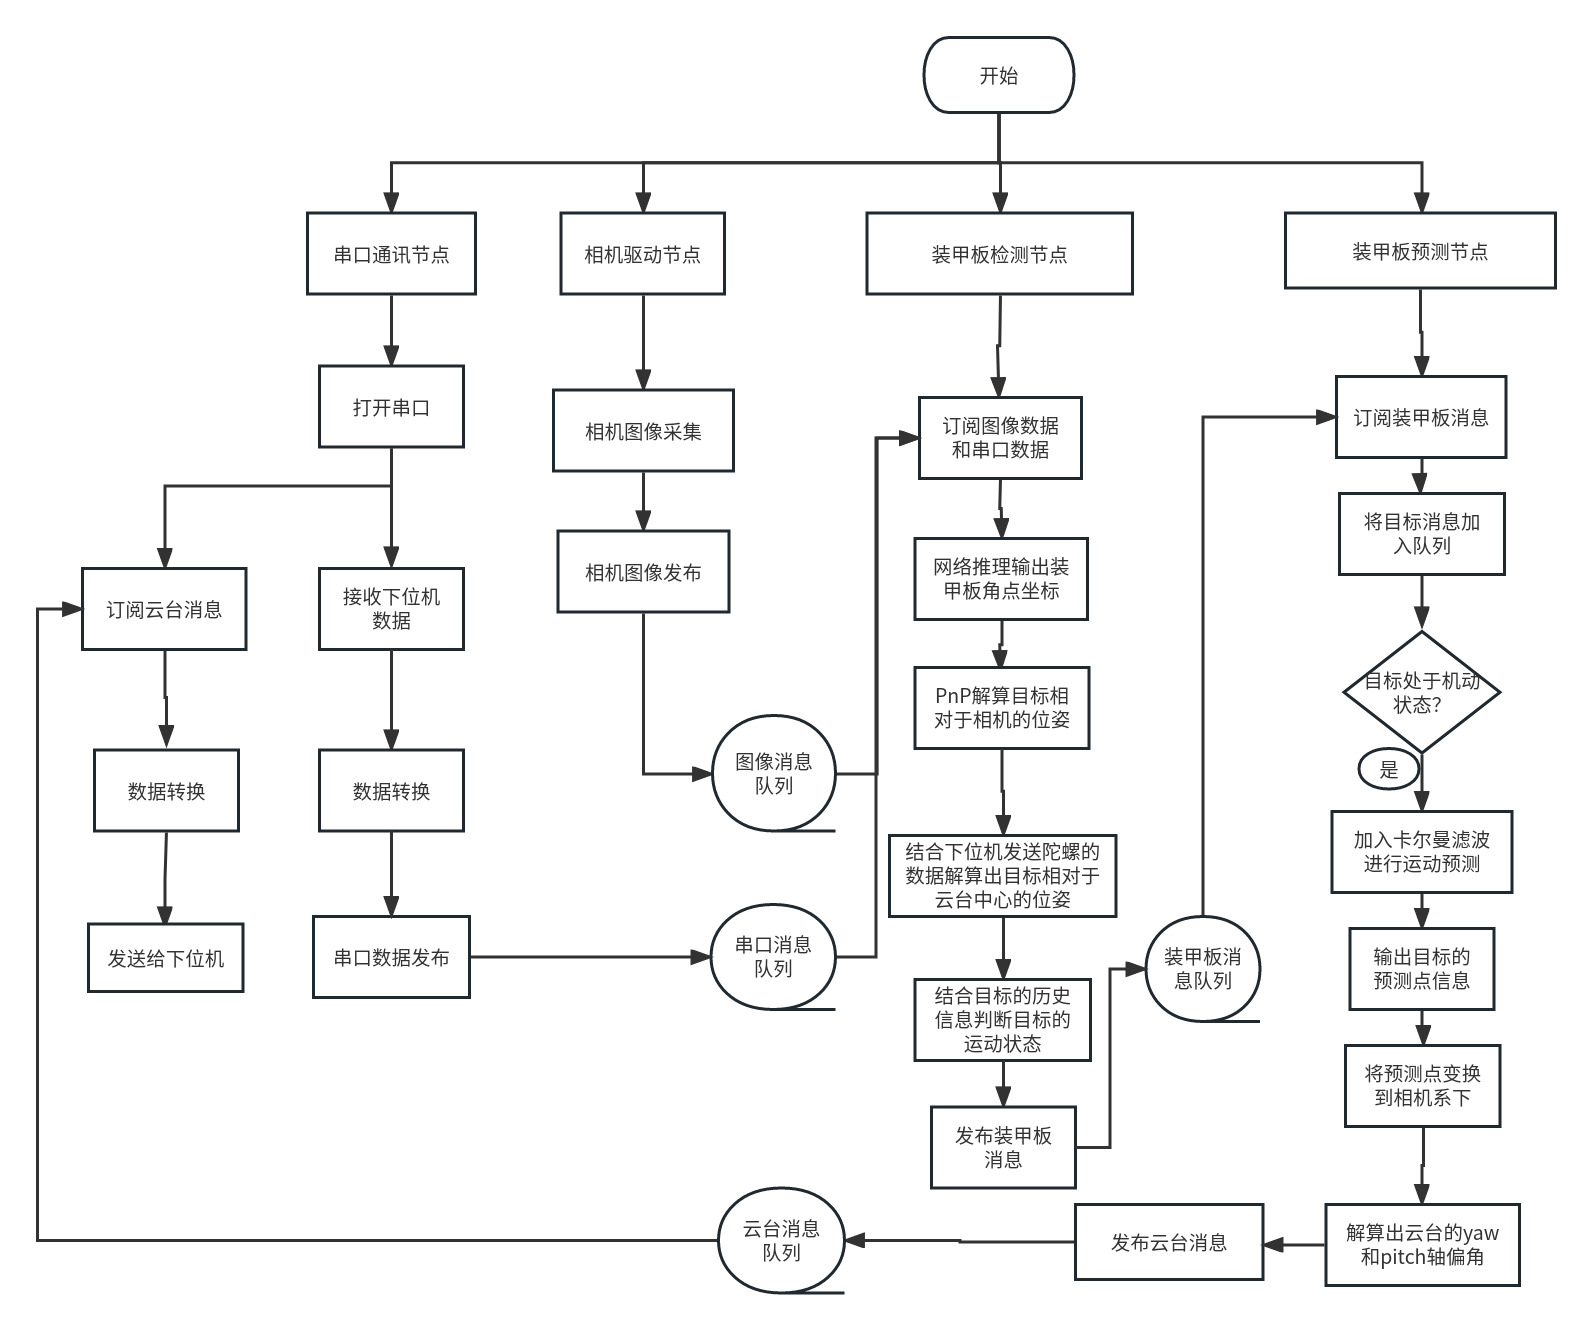 开始
串口通讯节点
相机驱动节点
装甲板检测节点
装甲板预测节点
打开串口
相机图像采集
订阅图像数据
和串口数据
订阅装甲板消息
将目标消息加
入队列
网络推理输出装
甲板角点坐标
相机图像发布
订阅云台消息
接收下位机
数据
PnP解算目标相
对于相机的位姿
目标处于机动
状态？
是
图像消息
队列
数据转换
数据转换
加入卡尔曼滤波
进行运动预测
结合下位机发送陀螺的
数据解算出目标相对于
云台中心的位姿
发送给下位机
串口数据发布
串口消息
队列
装甲板消
息队列
输出目标的
预测点信息
结合目标的历史
信息判断目标的
运动状态
将预测点变换
到相机系下
发布装甲板
消息
云台消息
队列
发布云台消息
解算出云台的yaw
和pitch轴偏角